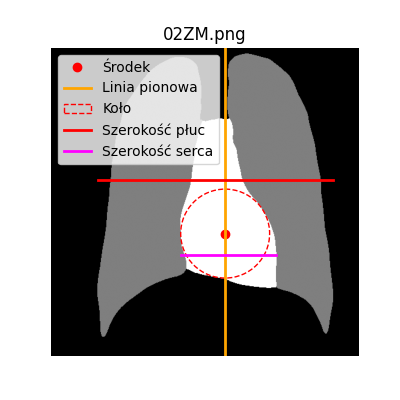 02ZM.png
Środek
Linia pionowa
Koło
Szerokość płuc
Szerokość serca